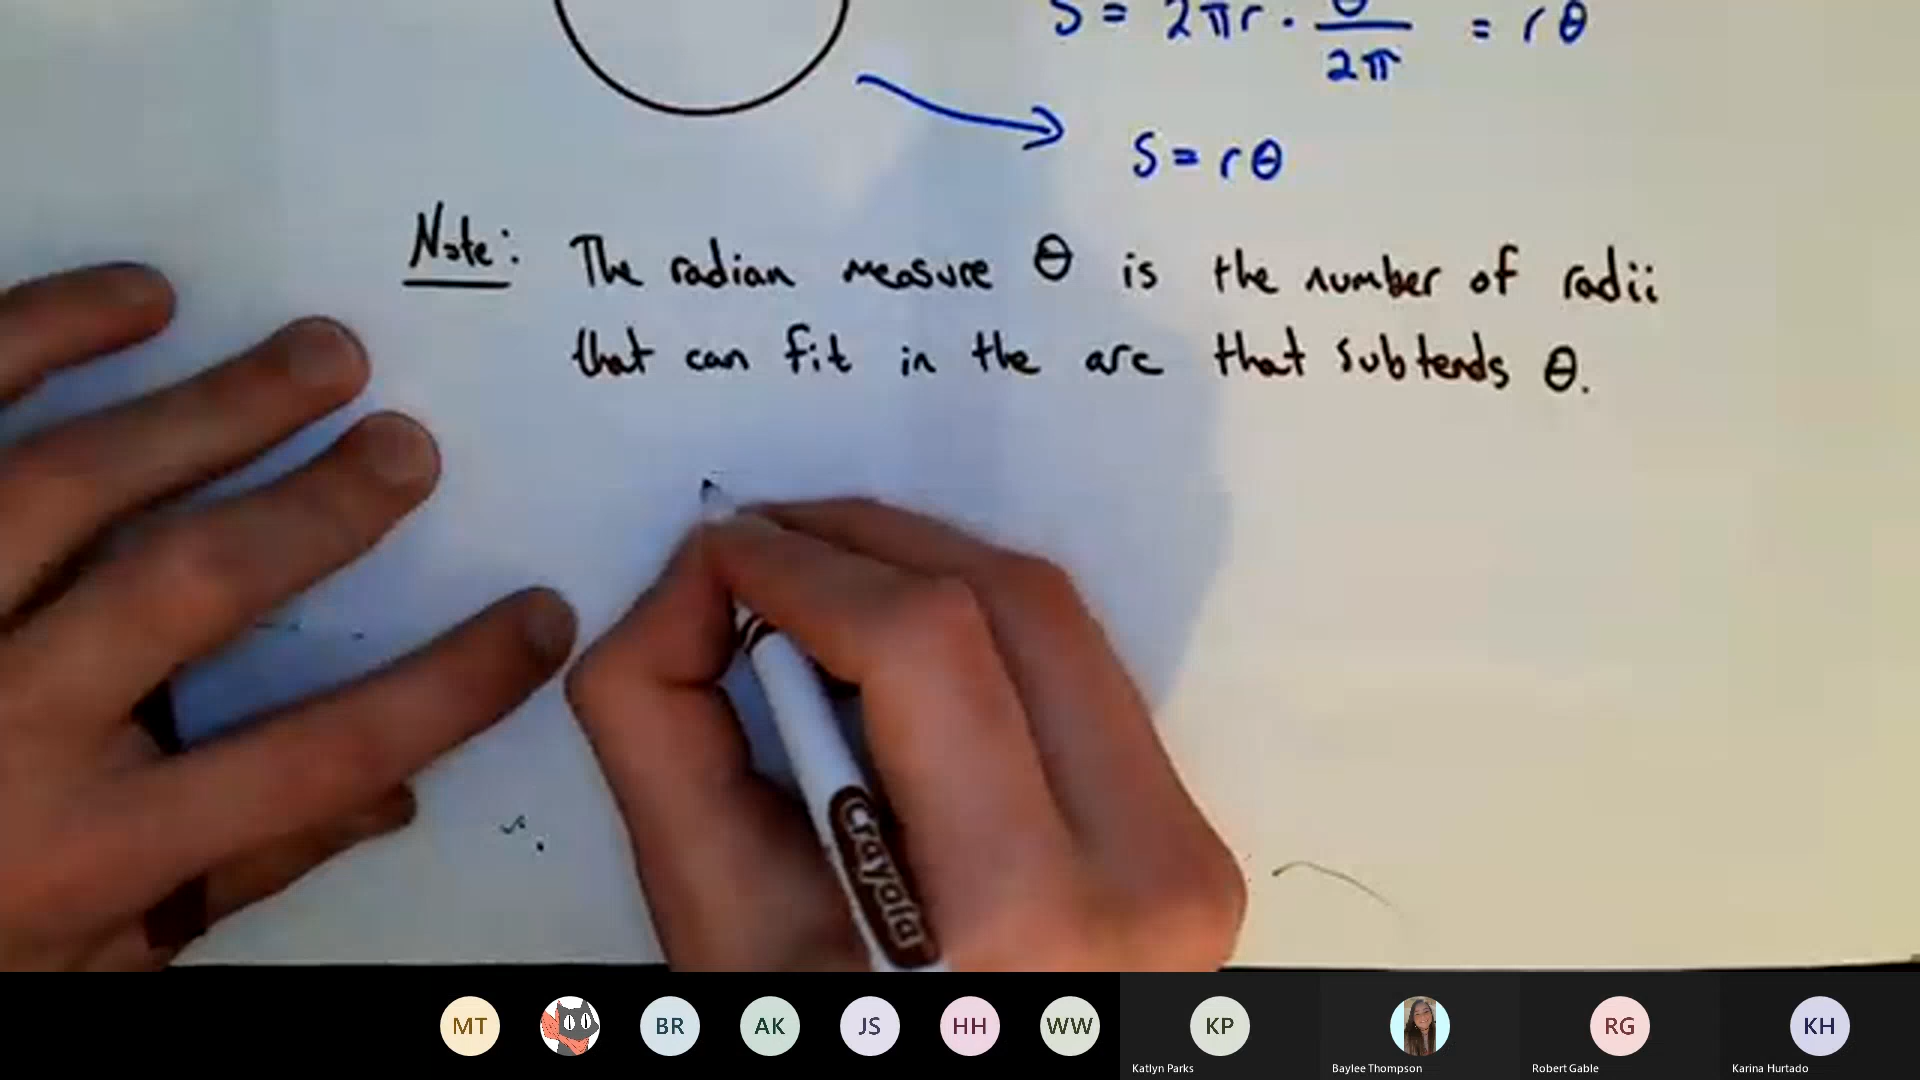 S = 2πr · θ/2π = rθ
S = rθ
Note: The radian measure θ is the number of radii
that can fit in the arc that subtends θ.
Crayola
MT BR AK JS HH WW KP RG KH
Katlyn Parks Baylee Thompson Robert Gable Karina Hurtado